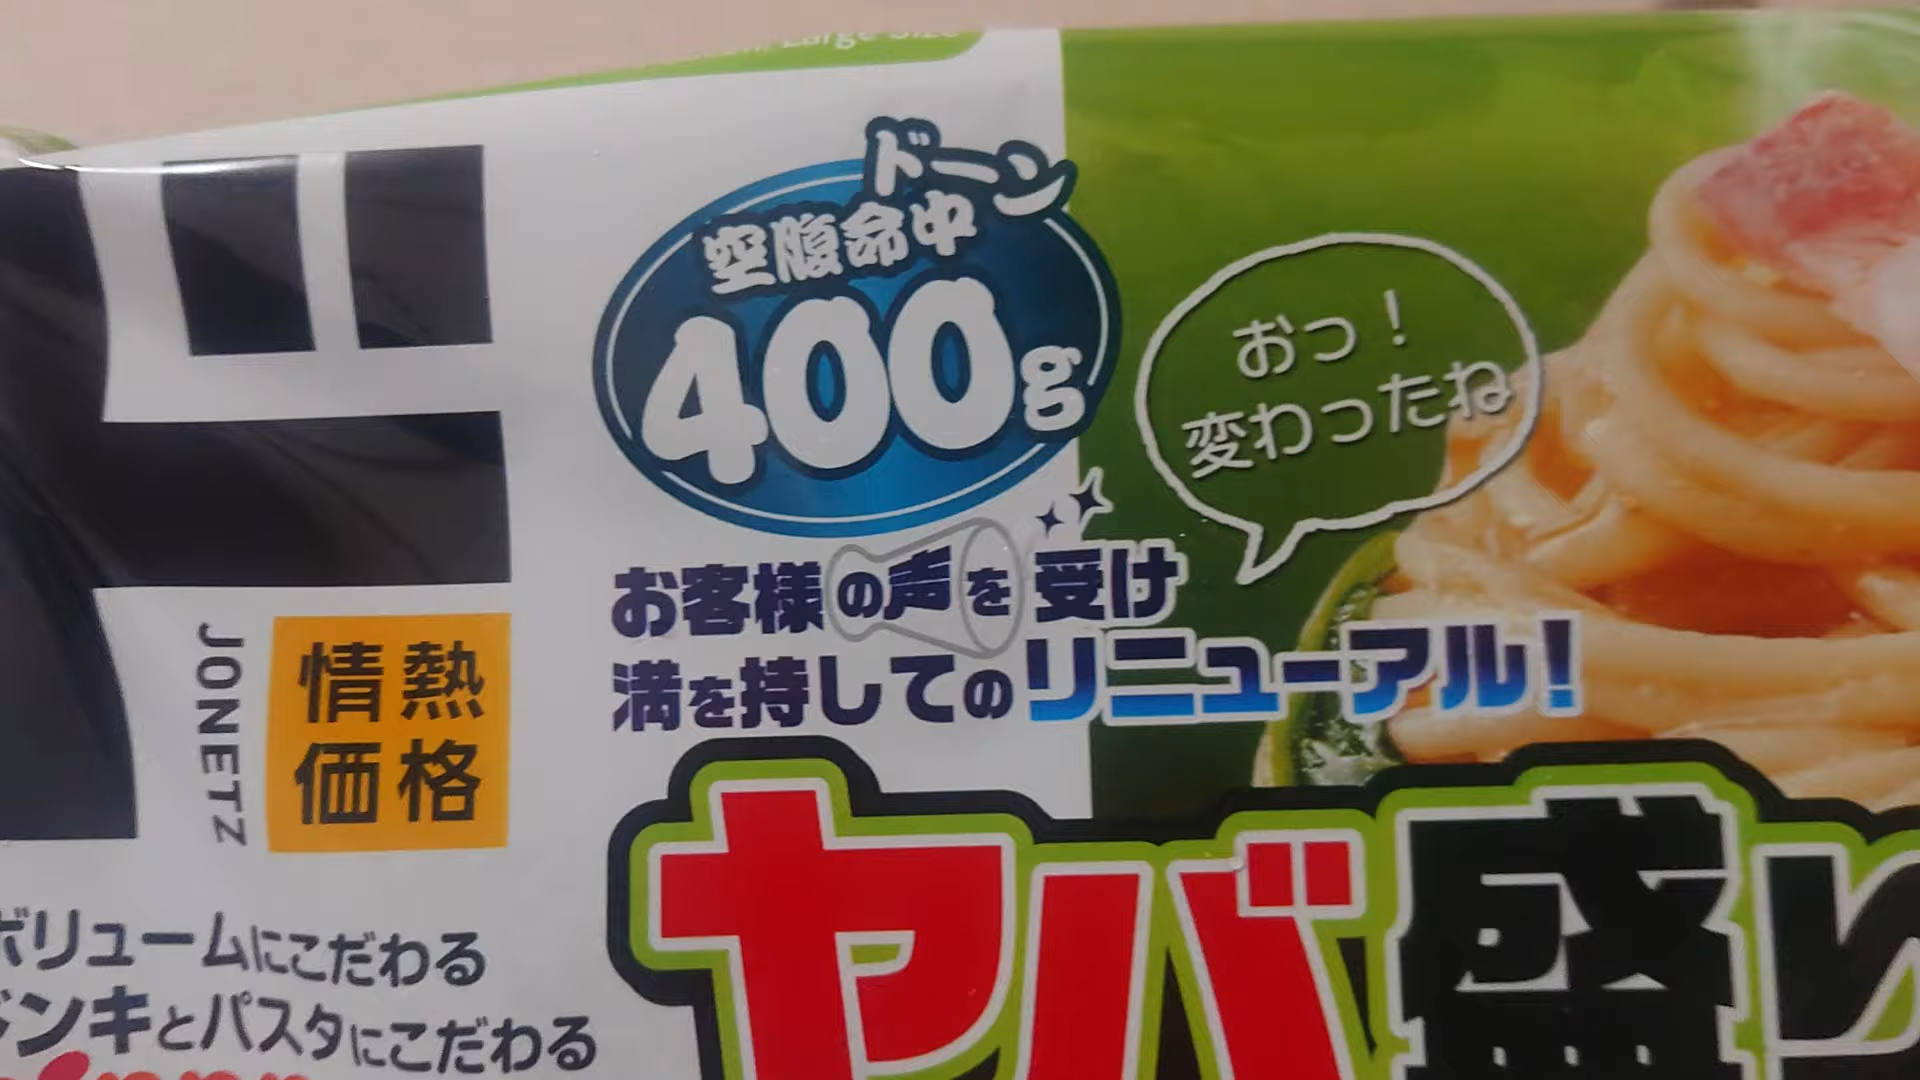 Large Size
ド
ドーン
空腹命中
400g
おっ！
変わったね
お客様の声を受け
満を持してのリニューアル！
JONETZ
情熱
価格
ヤバ盛り
ボリュームにこだわる
ドンキとパスタにこだわる